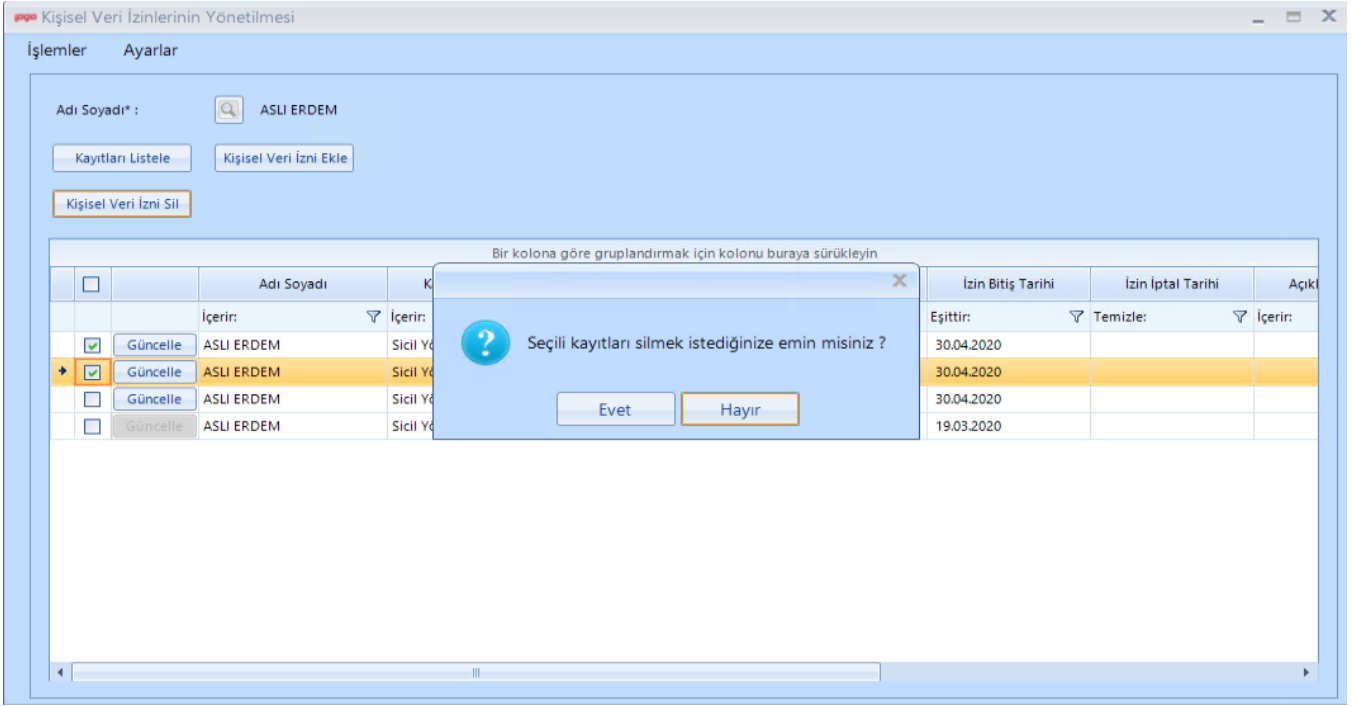 Kişisel Veri İzinlerinin Yönetilmesi
İşlemler Ayarlar
Adı Soyadı* : ASLI ERDEM
Kayıtları Listele Kişisel Veri İzni Ekle
Kişisel Veri İzni Sil
Bir kolona göre gruplandırmak için kolonu buraya sürükleyin
Adı Soyadı K İzin Bitiş Tarihi İzin İptal Tarihi Açıkl
İçerir: İçerir: Eşittir: Temizle: İçerir:
Güncelle ASLI ERDEM Sicil Yö 30.04.2020
Güncelle ASLI ERDEM Sicil Yö 30.04.2020
Güncelle ASLI ERDEM Sicil Yö 30.04.2020
Güncelle ASLI ERDEM Sicil Yö 19.03.2020
Seçili kayıtları silmek istediğinize emin misiniz ?
Evet Hayır